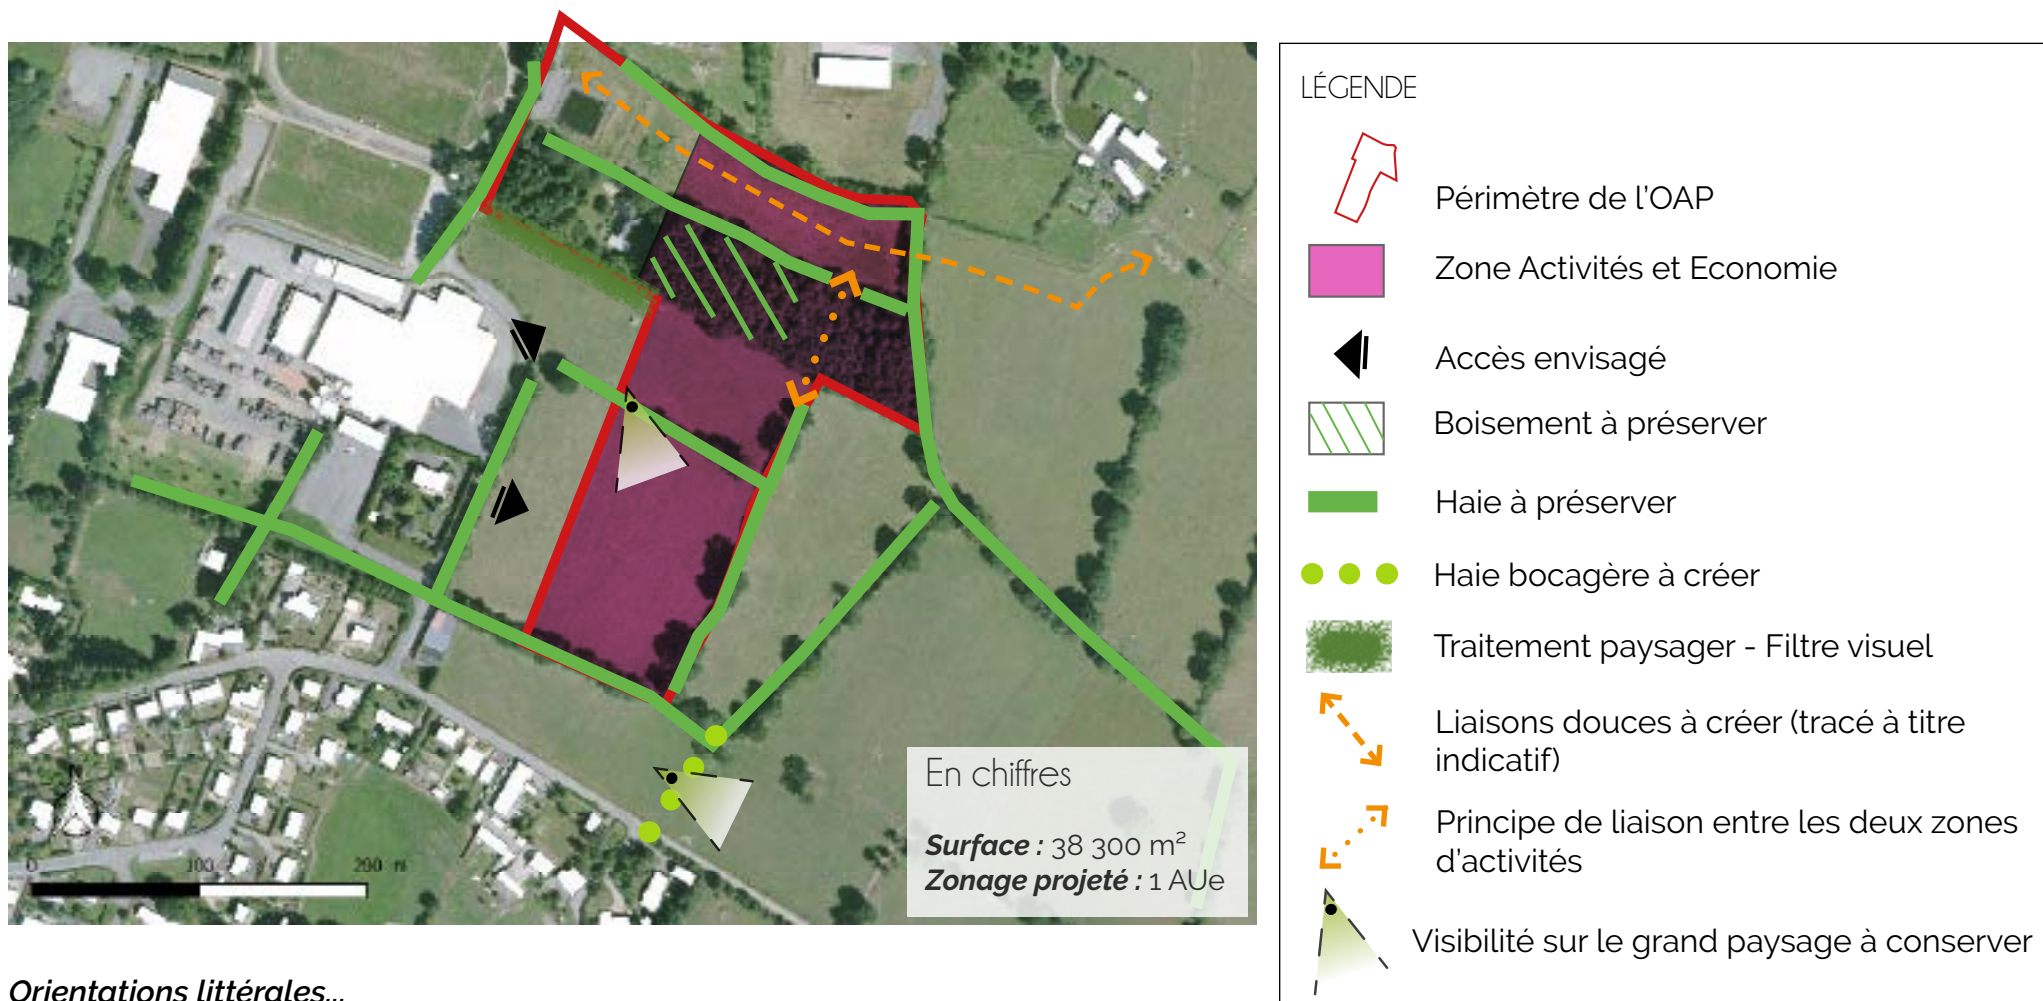 N
0
100
200 m
En chiffres
Surface : 38 300 m²
Zonage projeté : 1 AUe
Orientations littérales...
LÉGENDE
Périmètre de l'OAP
Zone Activités et Economie
Accès envisagé
Boisement à préserver
Haie à préserver
Haie bocagère à créer
Traitement paysager - Filtre visuel
Liaisons douces à créer (tracé à titre
indicatif)
Principe de liaison entre les deux zones
d'activités
Visibilité sur le grand paysage à conserver